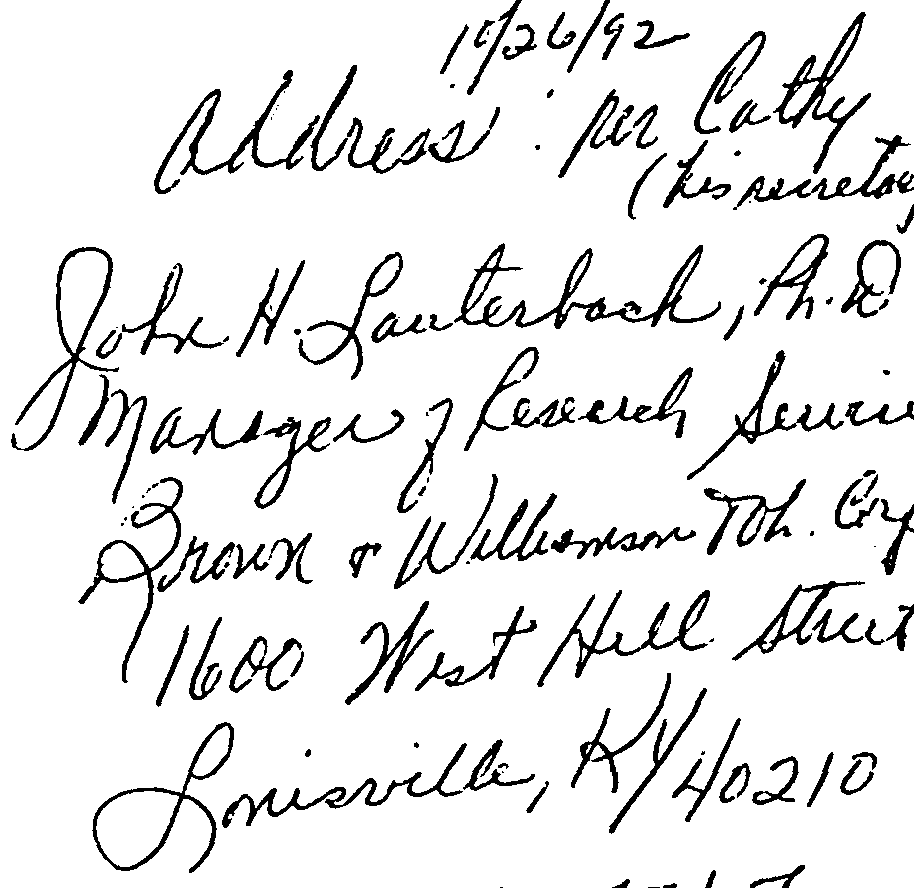 10/26/92
Address: per Cathy
(his secretary
John H. Lauterbach, Ph.D
Manager of Research Servic
Brown & Williamson Tob. Corp
1600 West Hill Street
Louisville, KY 40210